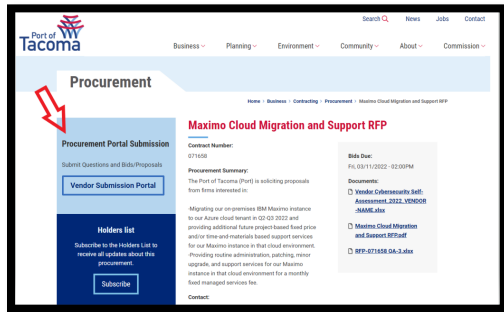 Search News Jobs Contact
Port of
Tacoma
Business Planning Environment Community About Commission
Procurement
Home / Business / Contracting / Procurement / Maximo Cloud Migration and Support RFP
Procurement Portal Submission
Submit Questions and Bids/Proposals
Vendor Submission Portal
Holders list
Subscribe to the Holders List to
receive all updates about this
procurement.
Subscribe
Maximo Cloud Migration and Support RFP
Contract Number:
071658
Procurement Summary:
The Port of Tacoma (Port) is soliciting proposals
from firms interested in:
-Migrating our on-premises IBM Maximo instance
to our Azure cloud tenant in Q2-Q3 2022 and
providing additional future project-based fixed price
and/or time-and-materials based support services
for our Maximo instance in that cloud environment.
-Providing routine administration, patching, minor
upgrade, and support services for our Maximo
instance in that cloud environment for a monthly
fixed managed services fee.
Contact:
Bids Due:
Fri, 03/11/2022 - 02:00PM
Documents:
Vendor Cybersecurity Self-
Assessment_2022_VENDOR
-NAME.xlsx
Maximo Cloud Migration
and Support RFP.pdf
RFP-071658 QA-3.xlsx